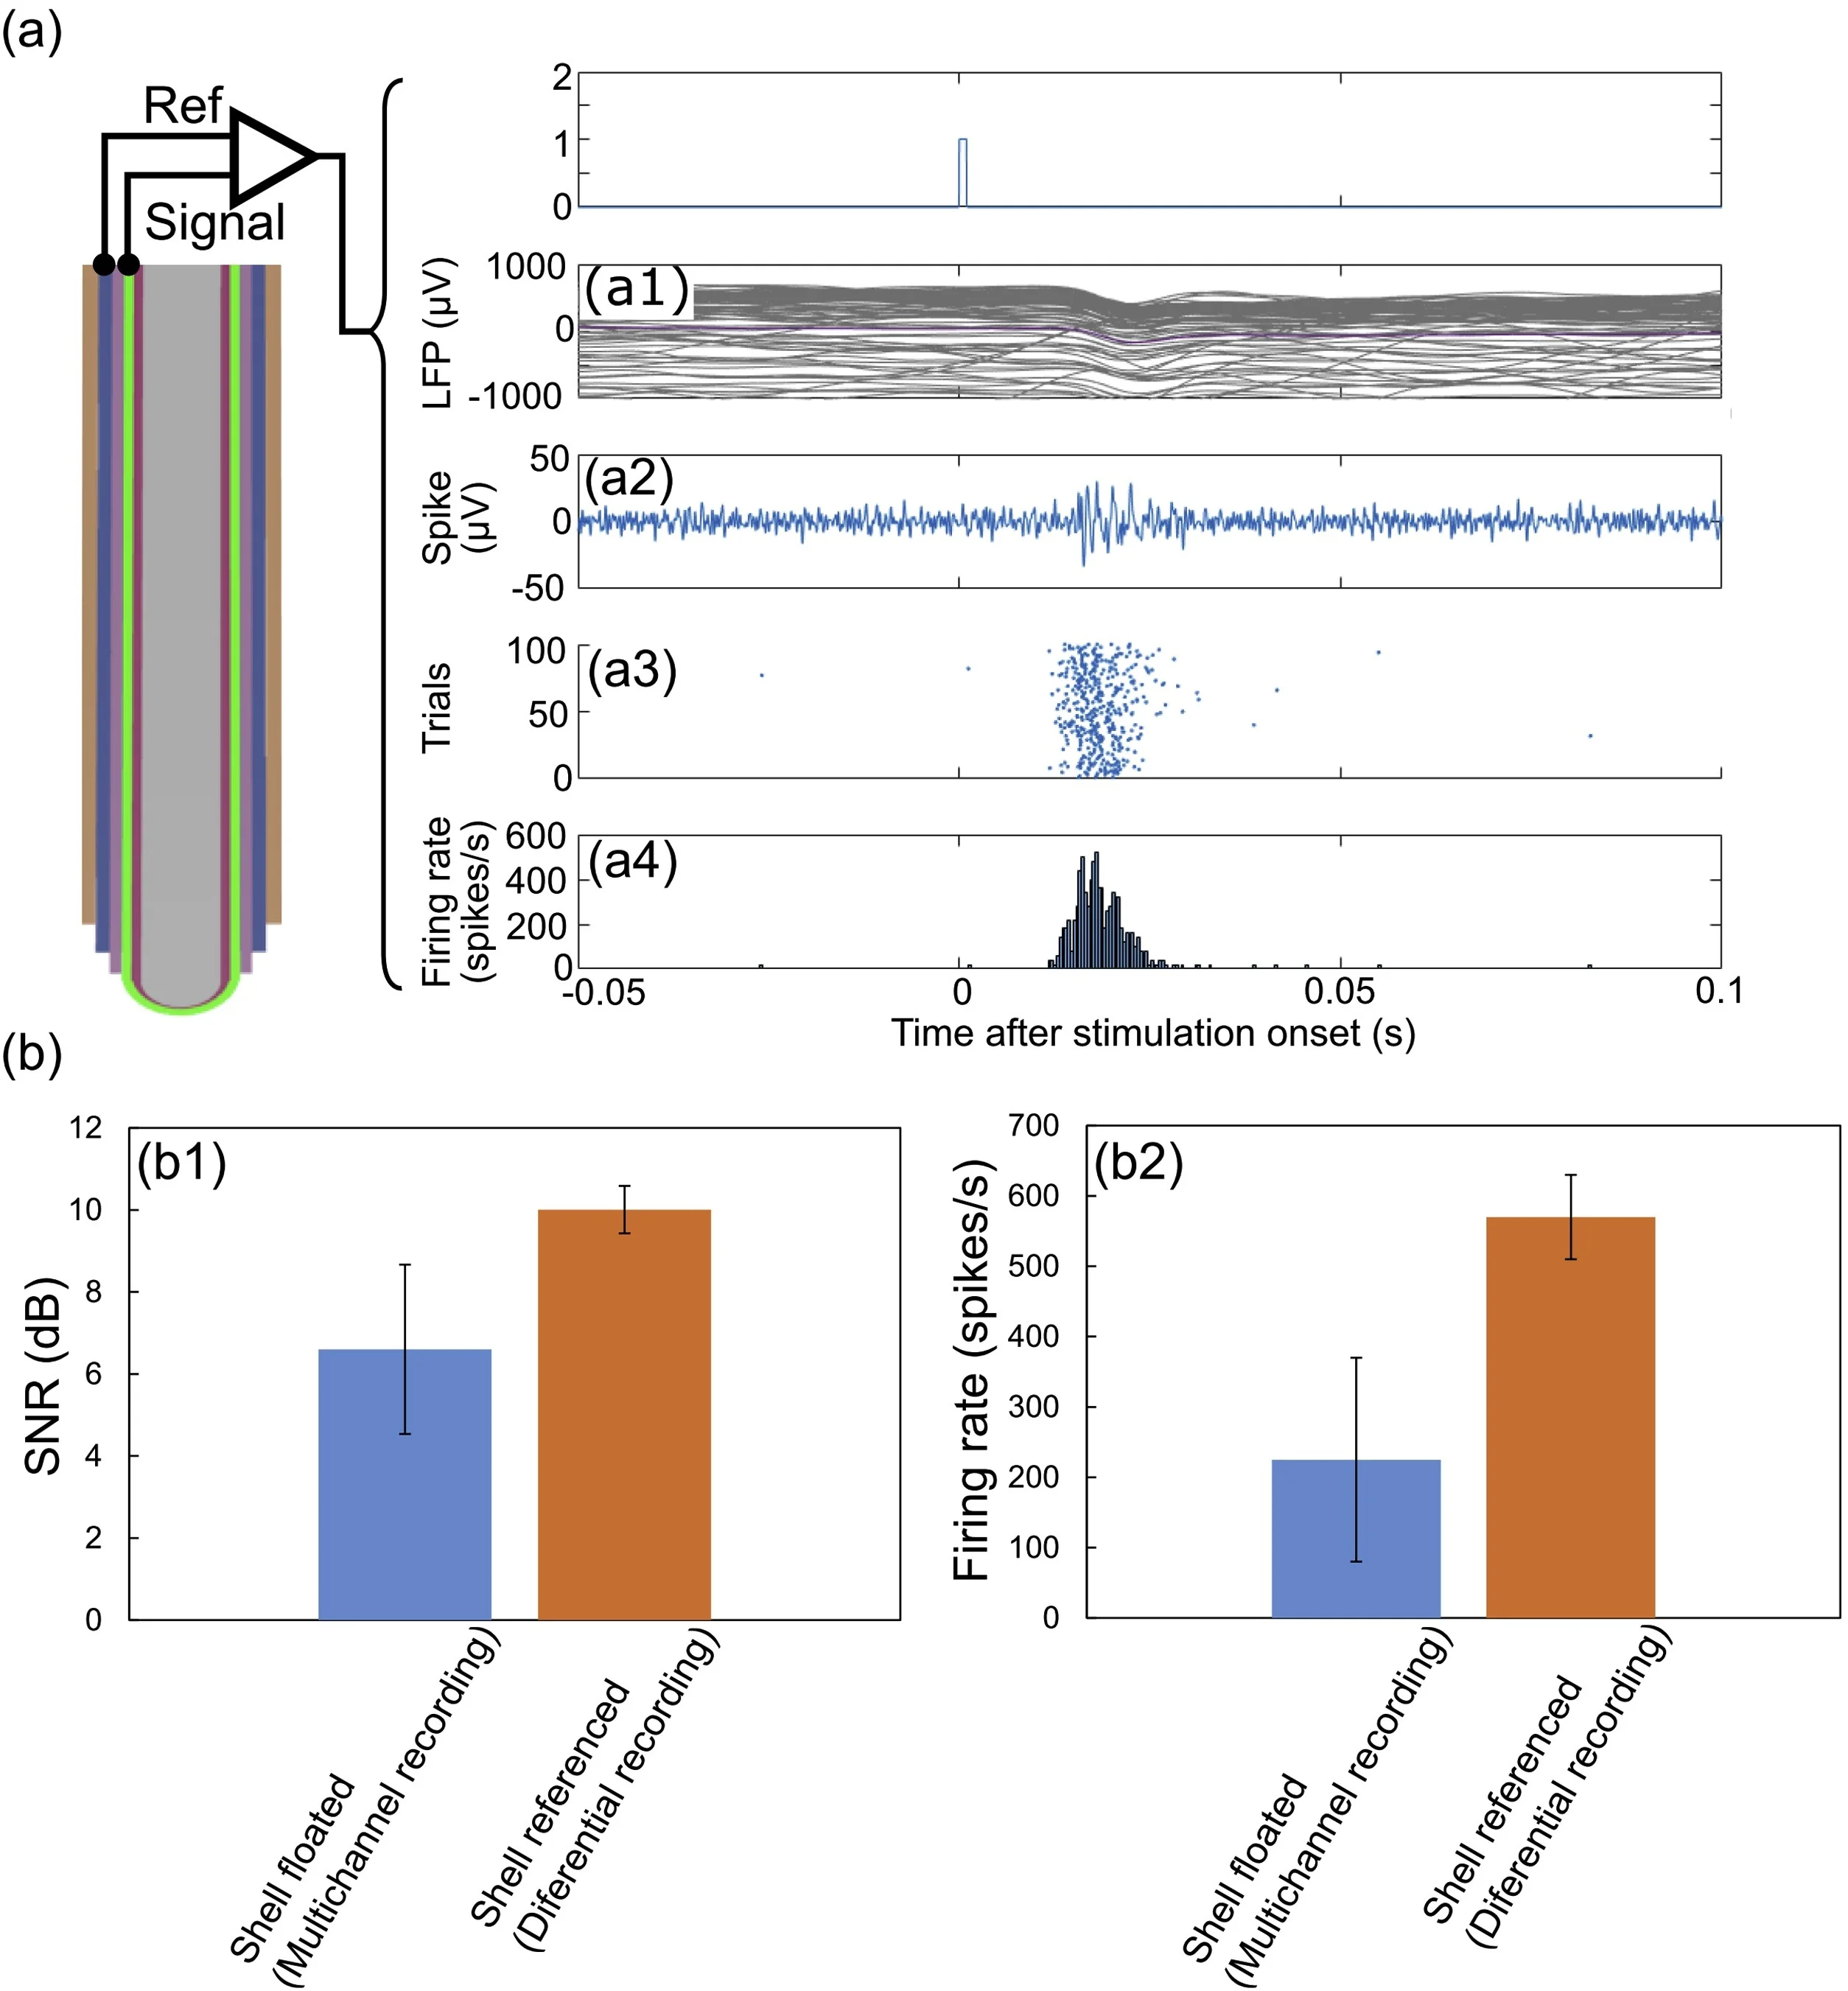 (a)
Ref
Signal
2
1
0
LFP (µV)
1000
0
-1000
(a1)
Spike
(µV)
50
0
-50
(a2)
Trials
100
50
0
(a3)
Firing rate
(spikes/s)
600
400
200
0
(a4)
-0.05
0
0.05
0.1
Time after stimulation onset (s)
(b)
(b1)
SNR (dB)
12
10
8
6
4
2
0
Shell floated
(Multichannel recording)
Shell referenced
(Diferential recording)
(b2)
Firing rate (spikes/s)
700
600
500
400
300
200
100
0
Shell floated
(Multichannel recording)
Shell referenced
(Diferential recording)